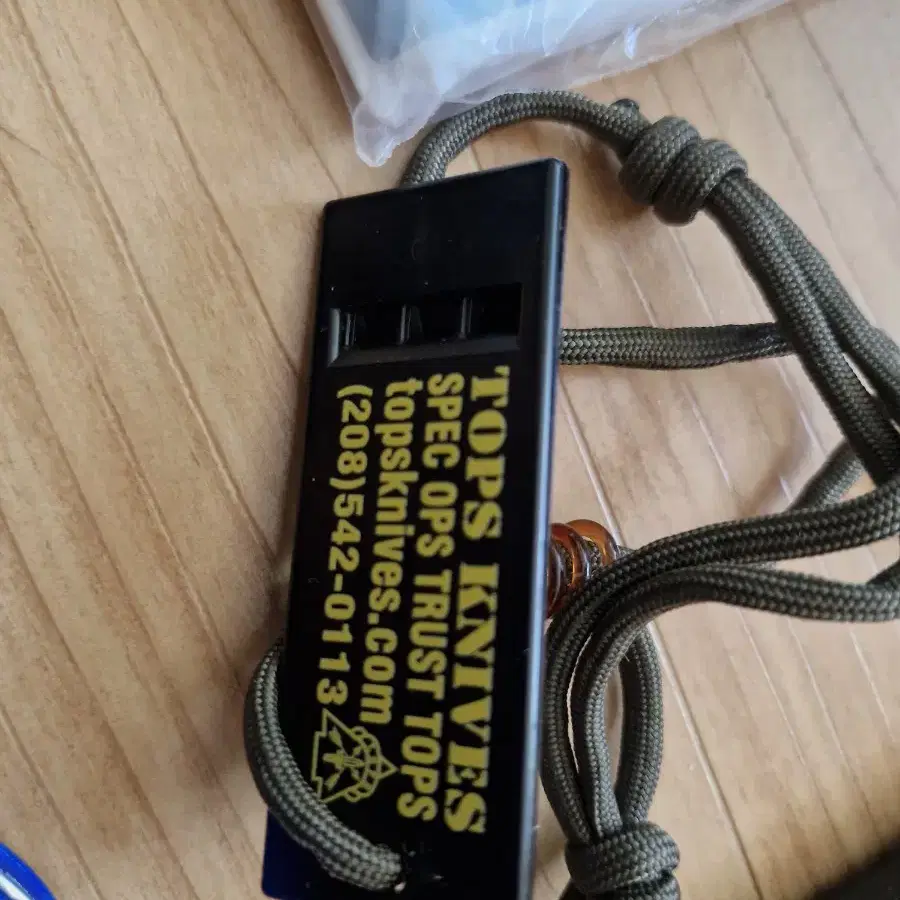 TOPS KNIVES
SPEC OPS TRUST TOPS
topsknives.com
(208)542-0113